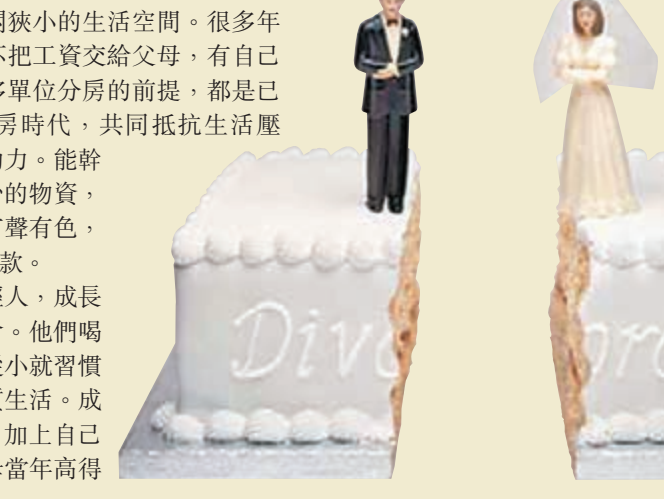 狹小的生活空間。很多年
不把工資交給父母,有自己
多單位分房的前提,都是已
房時代,共同抵抗生活壓
力。能幹
的物資,
有聲有色,
款。
人,成長
。他們喝
從小就習慣
生活。成
加上自己
當年高得
Divo
orc